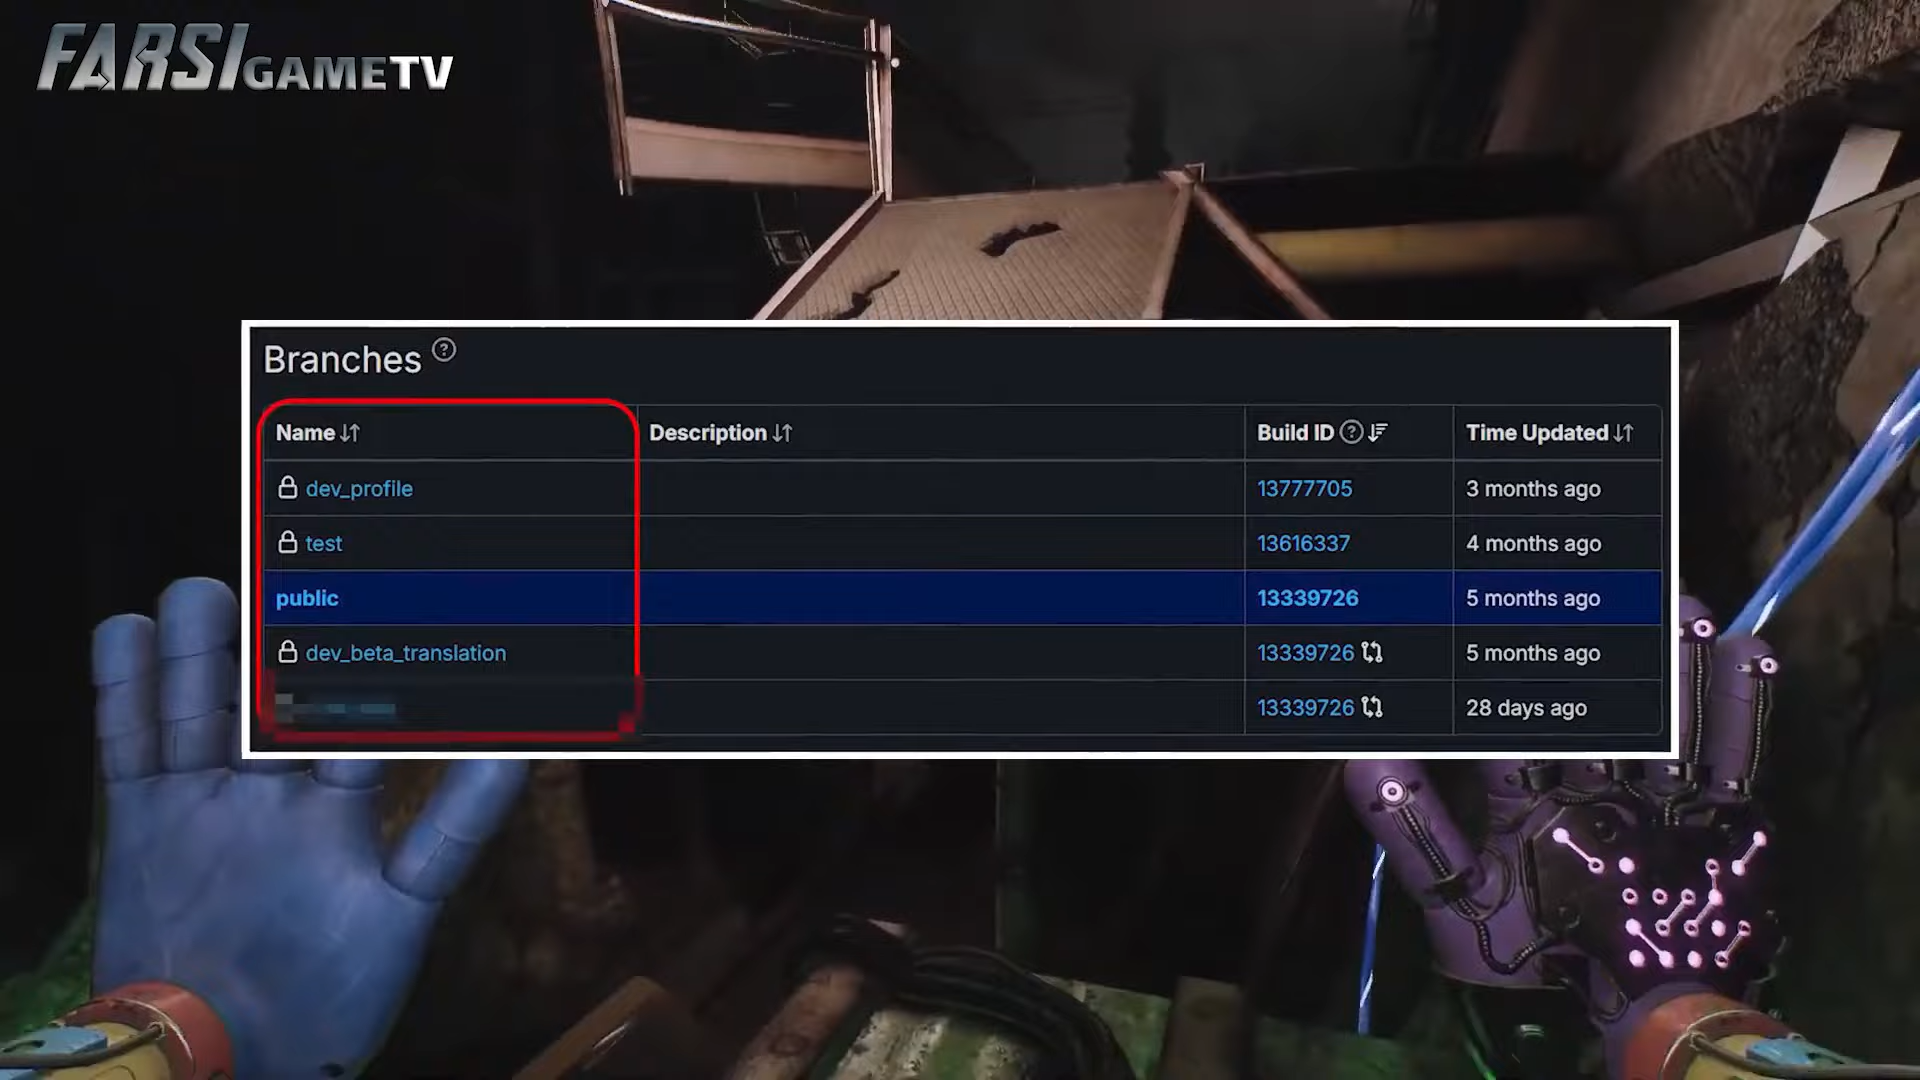 FARSIGAMETV
Branches ?
Name Description Build ID ? Time Updated
dev_profile 13777705 3 months ago
test 13616337 4 months ago
public 13339726 5 months ago
dev_beta_translation 13339726 5 months ago
13339726 28 days ago